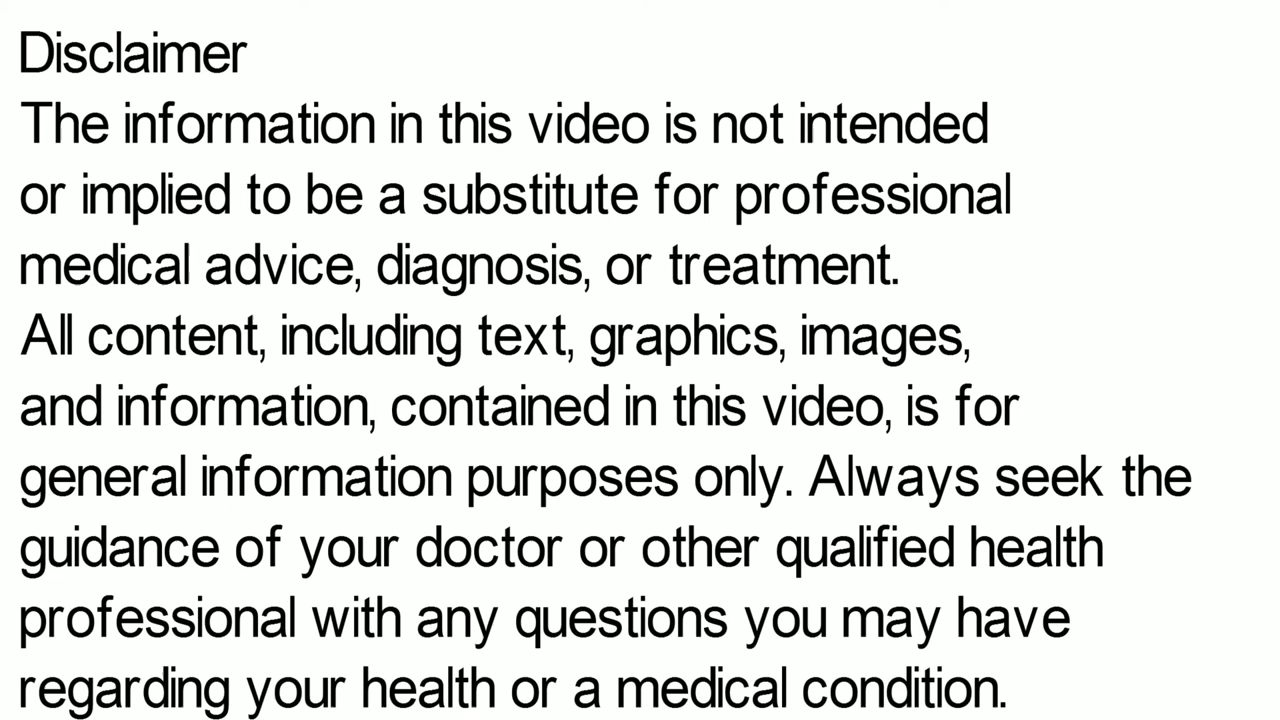 Disclaimer
The information in this video is not intended
or implied to be a substitute for professional
medical advice, diagnosis, or treatment.
All content, including text, graphics, images,
and information, contained in this video, is for
general information purposes only. Always seek the
guidance of your doctor or other qualified health
professional with any questions you may have
regarding your health or a medical condition.